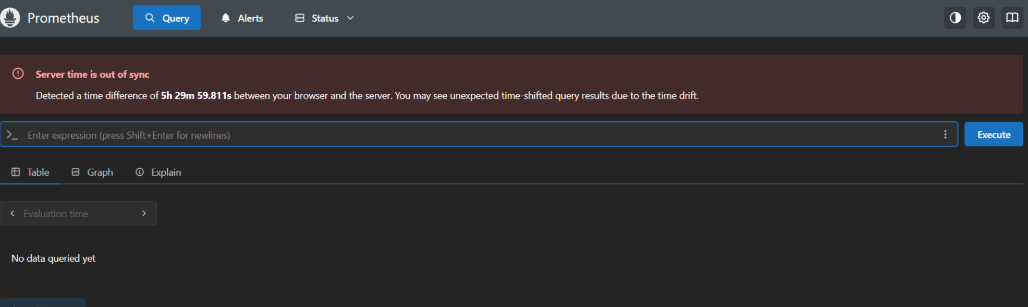 Prometheus Query Alerts Status
Server time is out of sync
Detected a time difference of 5h 29m 59.811s between your browser and the server. You may see unexpected time-shifted query results due to the time drift.
>_ Enter expression (press Shift+Enter for newlines) Execute
Table Graph Explain
Evaluation time
No data queried yet